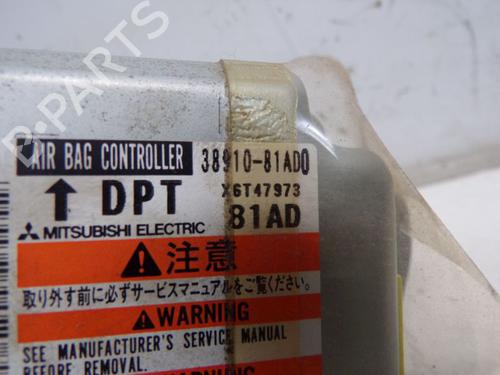 AIR BAG CONTROLLER 38910-81AD0
DPT X6T47973
81AD
MITSUBISHI ELECTRIC
注意
取り外す前に必ずサービスマニュアルをご覧ください。
WARNING
SEE MANUFACTURER'S SERVICE MANUAL
BEFORE REMOVAL.
WARNING
B-PARTS